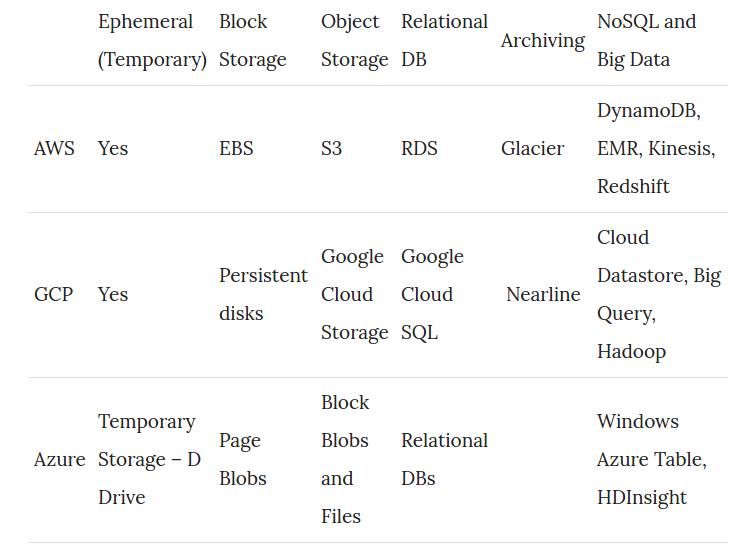 Ephemeral (Temporary) Block Storage Object Storage Relational DB Archiving NoSQL and Big Data
AWS Yes EBS S3 RDS Glacier DynamoDB, EMR, Kinesis, Redshift
GCP Yes Persistent disks Google Cloud Storage Google Cloud SQL Nearline Cloud Datastore, Big Query, Hadoop
Azure Temporary Storage – D Drive Page Blobs Block Blobs and Files Relational DBs Windows Azure Table, HDInsight